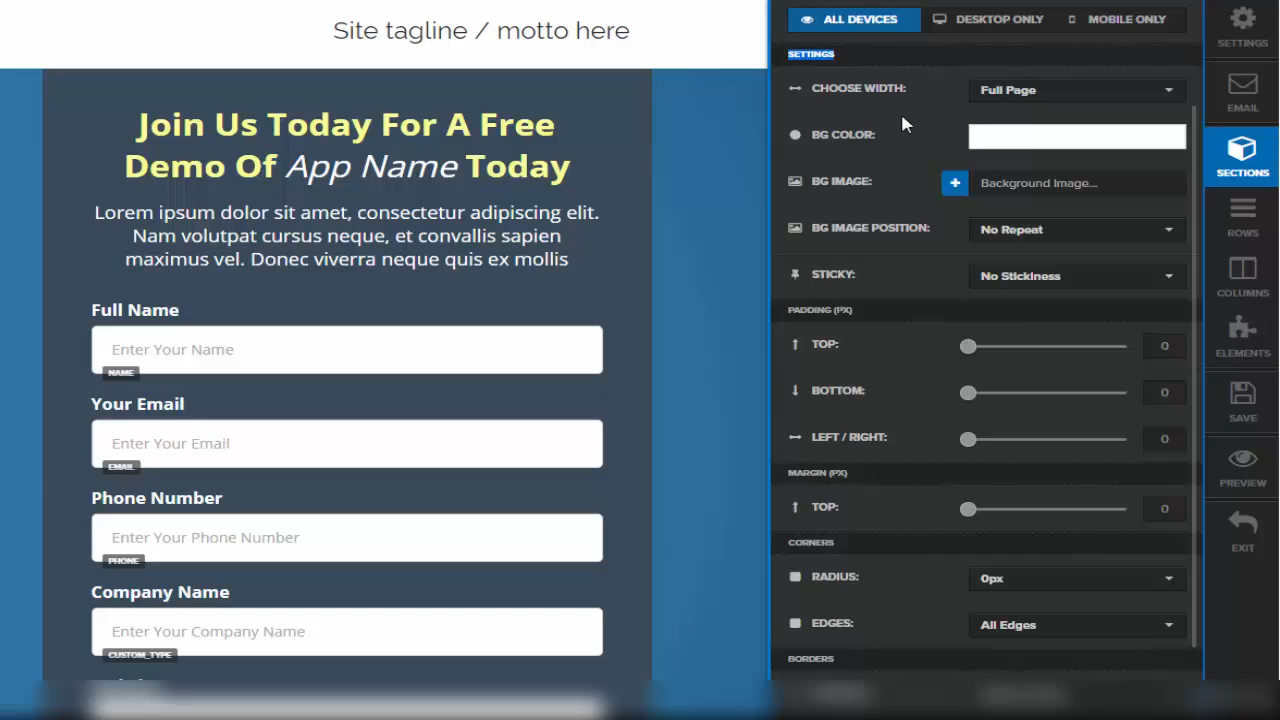 Site tagline / motto here
Join Us Today For A Free
Demo Of App Name Today
Lorem ipsum dolor sit amet, consectetur adipiscing elit.
Nam volutpat cursus neque, et convallis sapien
maximus vel. Donec viverra neque quis ex mollis
Full Name
Enter Your Name
NAME
Your Email
Enter Your Email
EMAIL
Phone Number
Enter Your Phone Number
PHONE
Company Name
Enter Your Company Name
CUSTOM_TYPE
ALL DEVICES
DESKTOP ONLY
MOBILE ONLY
SETTINGS
CHOOSE WIDTH:
Full Page
BG COLOR:
BG IMAGE:
+
Background Image...
BG IMAGE POSITION:
No Repeat
STICKY:
No Stickiness
PADDING (PX)
TOP:
0
BOTTOM:
0
LEFT / RIGHT:
0
MARGIN (PX)
TOP:
0
CORNERS
RADIUS:
0px
EDGES:
All Edges
BORDERS
SETTINGS
EMAIL
SECTIONS
ROWS
COLUMNS
ELEMENTS
SAVE
PREVIEW
EXIT